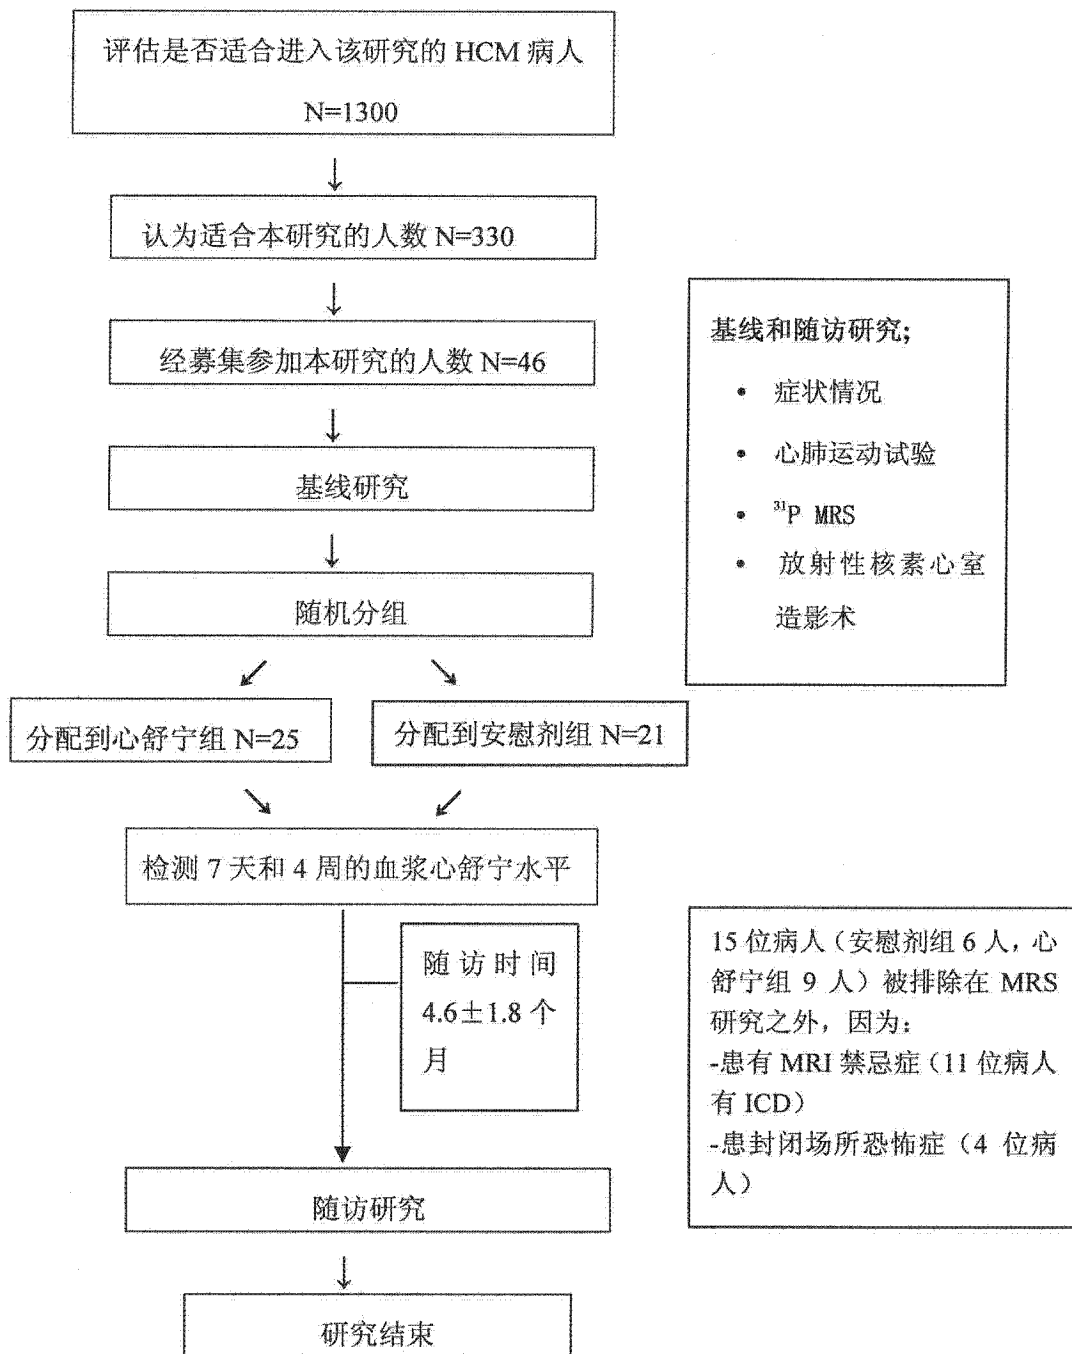 评估是否适合进入该研究的 HCM 病人
N=1300
认为适合本研究的人数 N=330
经募集参加本研究的人数 N=46
基线研究
随机分组
分配到心舒宁组 N=25
分配到安慰剂组 N=21
检测 7 天和 4 周的血浆心舒宁水平
随访时间
4.6±1.8 个
月
随访研究
研究结束
基线和随访研究;
• 症状情况
• 心肺运动试验
• ³¹P MRS
• 放射性核素心室
造影术
15 位病人（安慰剂组 6 人，心
舒宁组 9 人）被排除在 MRS
研究之外，因为：
-患有 MRI 禁忌症（11 位病人
有 ICD）
-患封闭场所恐怖症（4 位病
人）